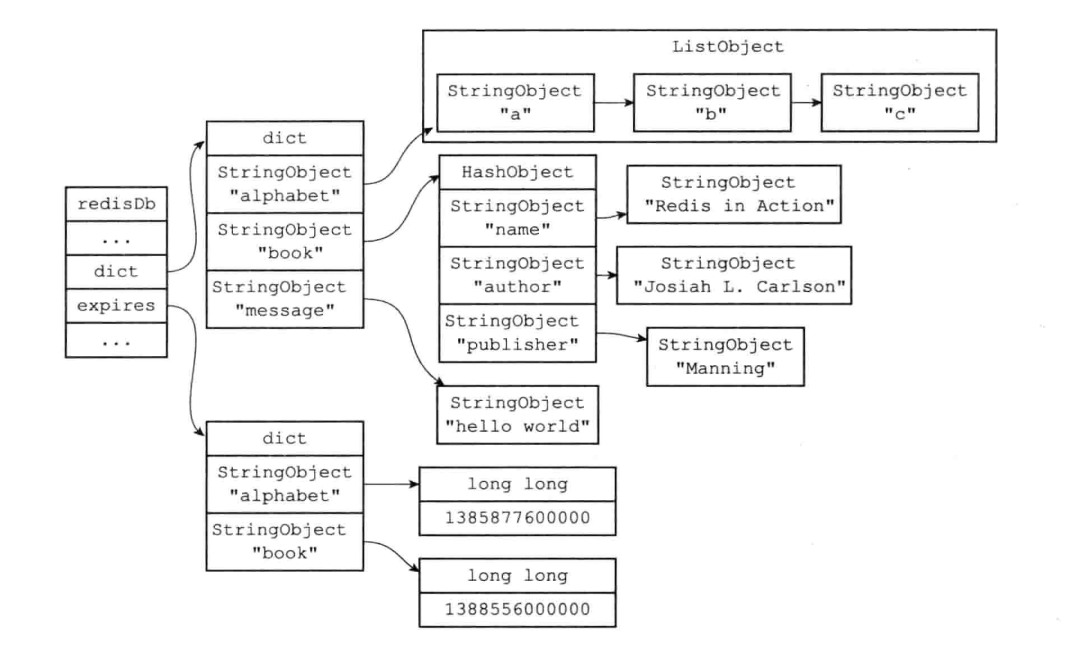 ListObject
StringObject
"a"
StringObject
"b"
StringObject
"c"
dict
StringObject
"alphabet"
StringObject
"book"
StringObject
"message"
HashObject
StringObject
"name"
StringObject
"author"
StringObject
"publisher"
StringObject
"Redis in Action"
StringObject
"Josiah L. Carlson"
StringObject
"Manning"
StringObject
"hello world"
redisDb
...
dict
expires
...
dict
StringObject
"alphabet"
StringObject
"book"
long long
1385877600000
long long
1388556000000